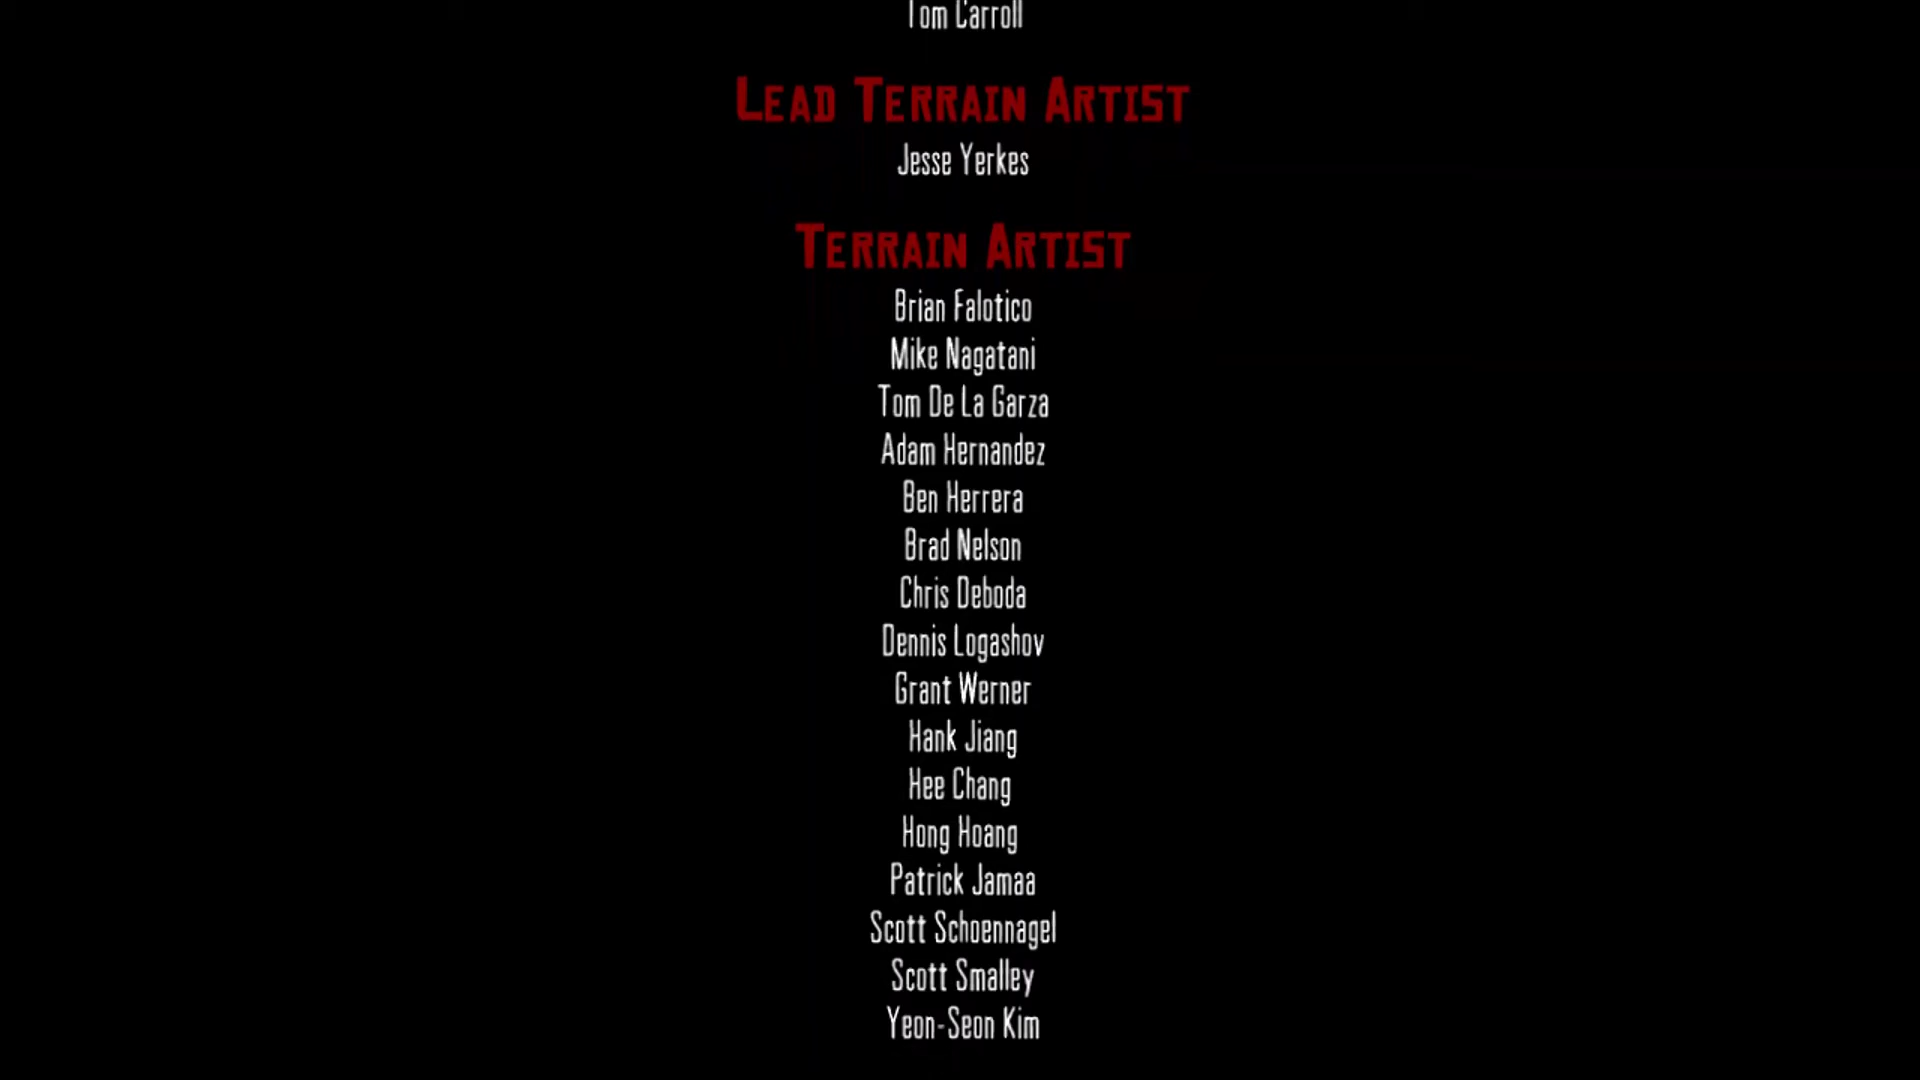 Tom Carroll
Lead Terrain Artist
Jesse Yerkes
Terrain Artist
Brian Falotico
Mike Nagatani
Tom De La Garza
Adam Hernandez
Ben Herrera
Brad Nelson
Chris Deboda
Dennis Logashov
Grant Werner
Hank Jiang
Hee Chang
Hong Hoang
Patrick Jamaa
Scott Schoennagel
Scott Smalley
Yeon-Seon Kim